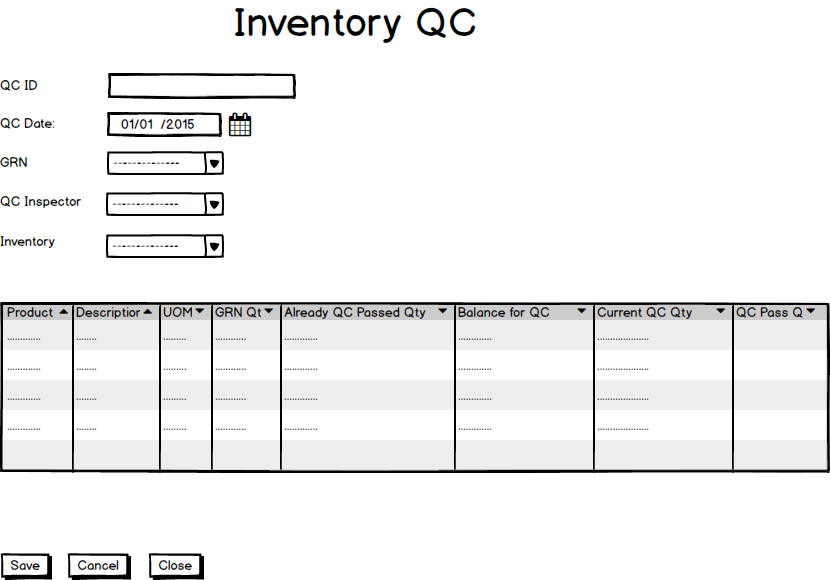 Inventory QC
QC ID
QC Date: 01/01 /2015
GRN --------------
QC Inspector --------------
Inventory --------------
Product Description UOM GRN Qt Already QC Passed Qty Balance for QC Current QC Qty QC Pass Q
............. ........ ......... ............ ............. ............. ....................
............. ........ ......... ............ ............. ............. ....................
............. ........ ......... ............ ............. ............. ....................
............. ........ ......... ............ ............. ............. ....................
Save Cancel Close